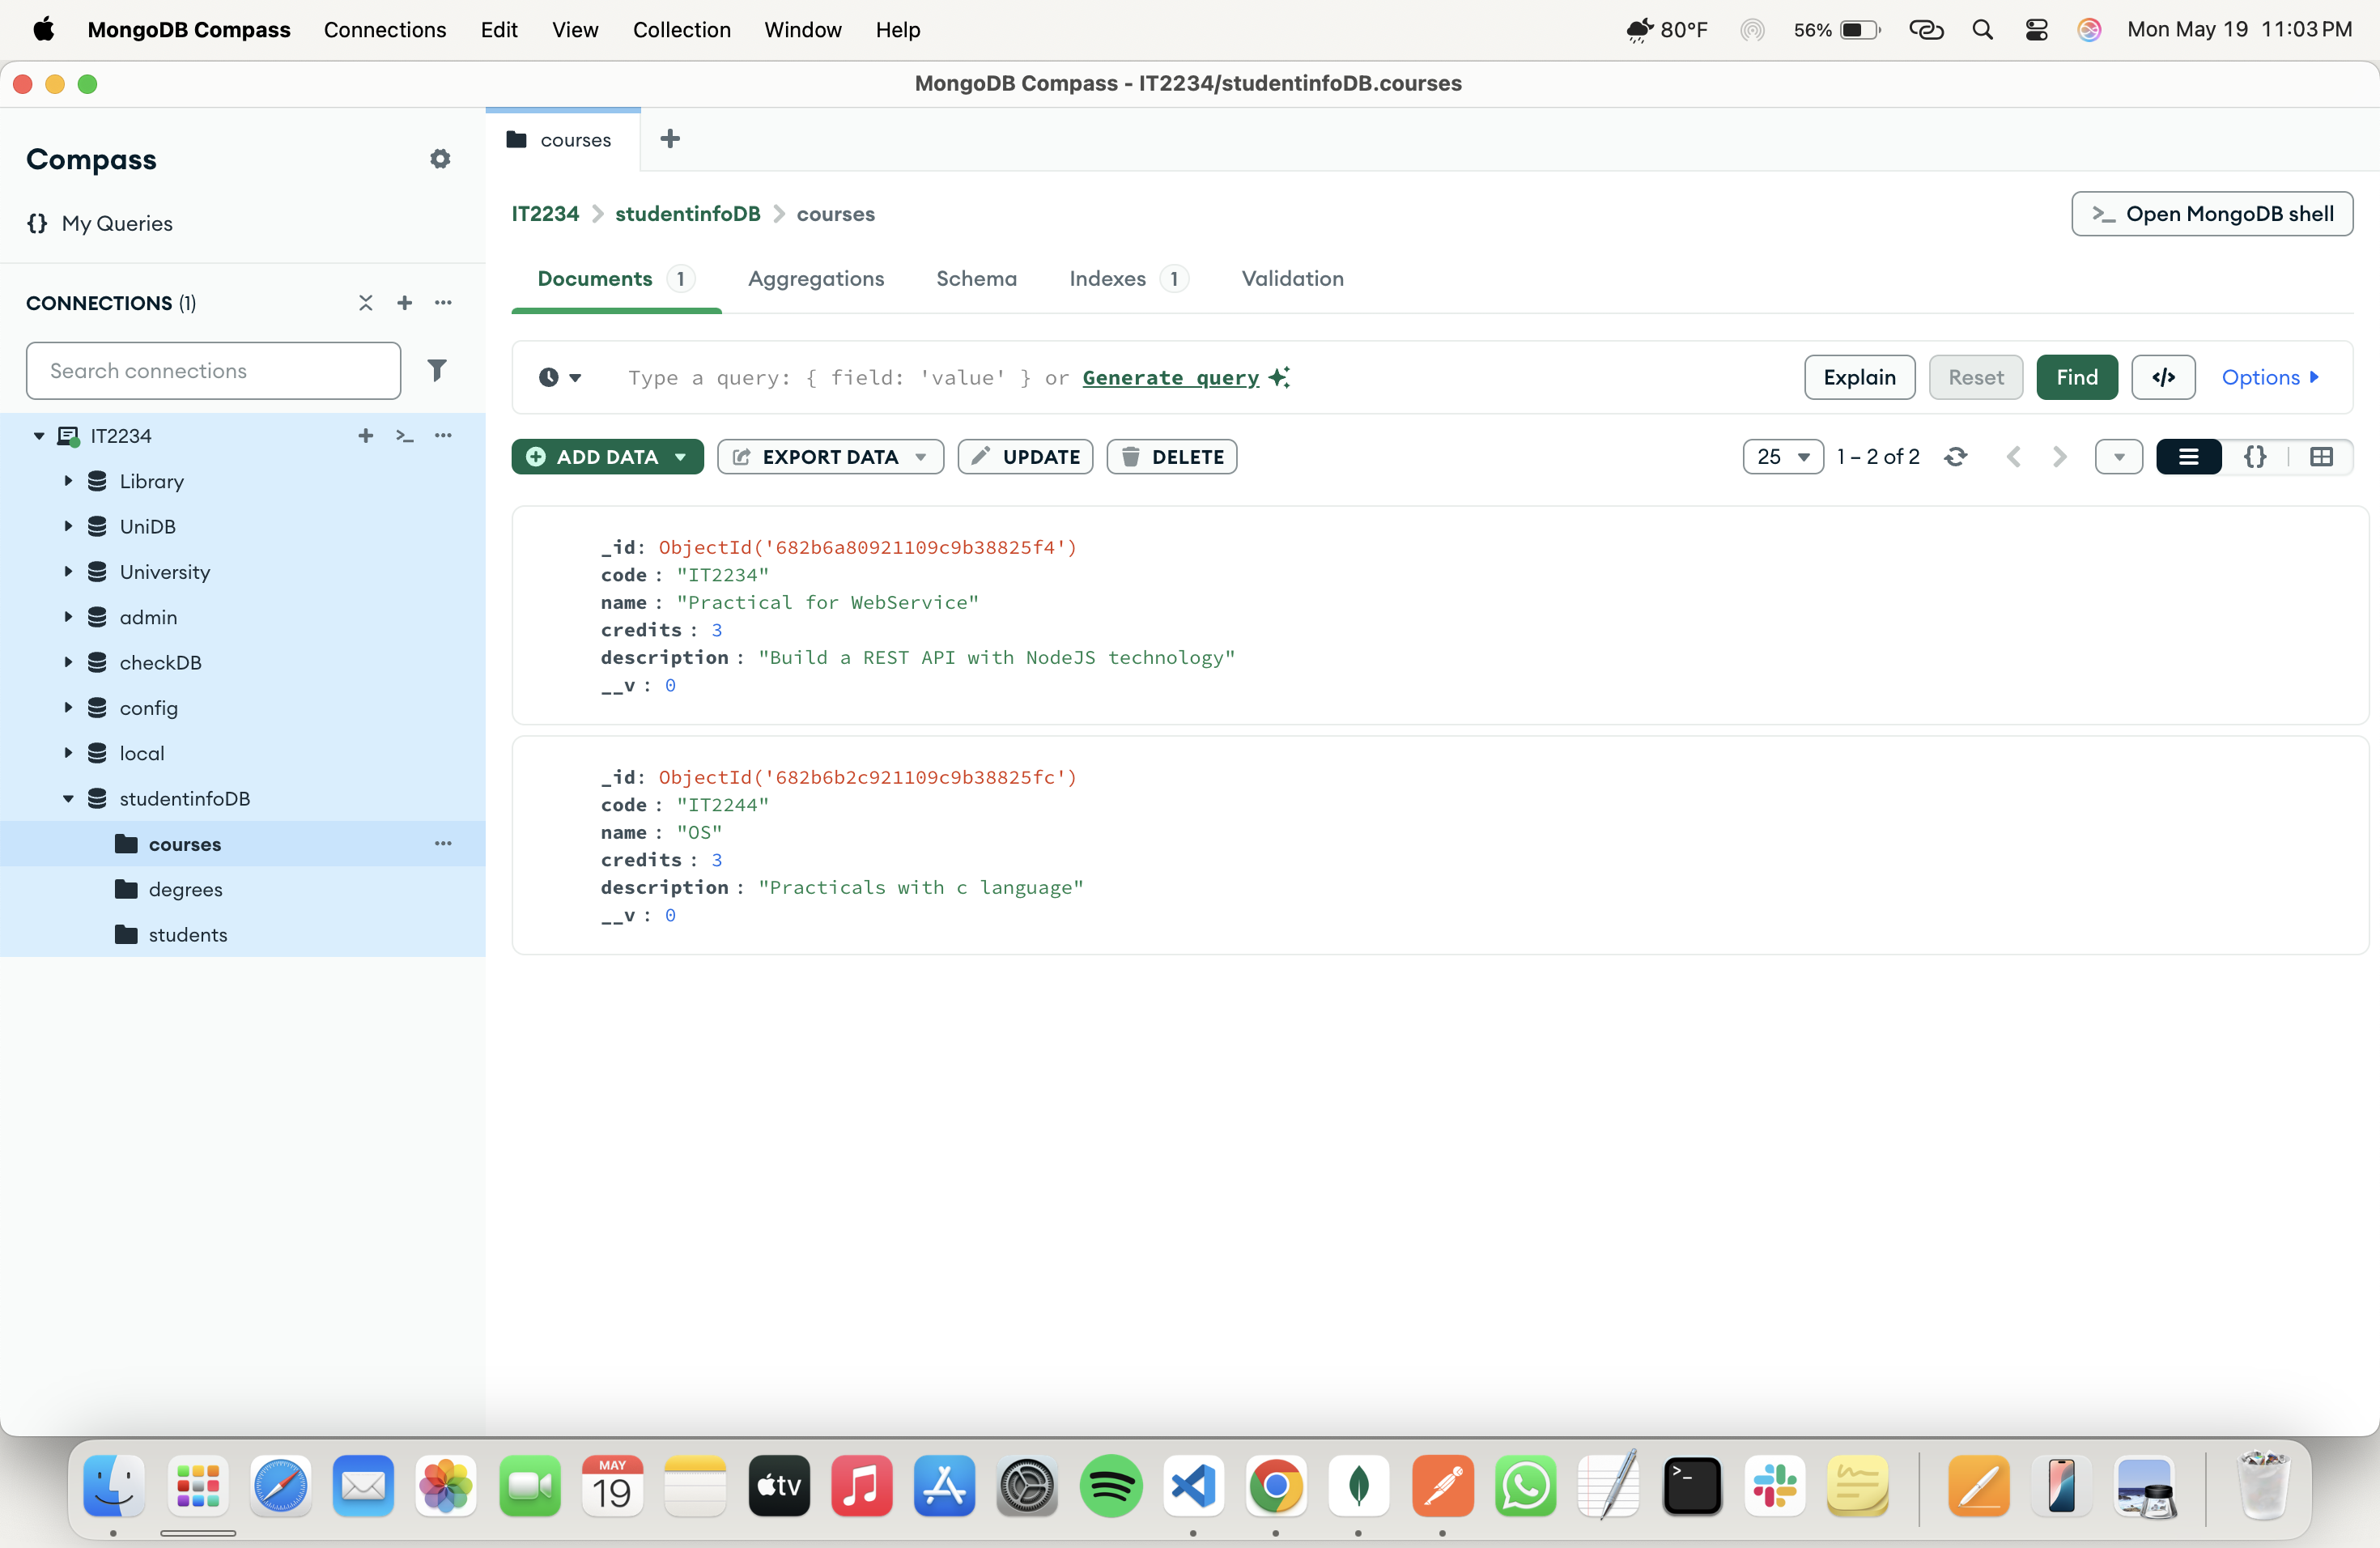 MongoDB Compass Connections Edit View Collection Window Help 80°F 56% Mon May 19 11:03 PM
MongoDB Compass - IT2234/studentinfoDB.courses
Compass
{} My Queries
CONNECTIONS (1)
Search connections
IT2234
Library
UniDB
University
admin
checkDB
config
local
studentinfoDB
courses
degrees
students
courses
IT2234 > studentinfoDB > courses
>_ Open MongoDB shell
Documents 1 Aggregations Schema Indexes 1 Validation
Type a query: { field: 'value' } or Generate query
Explain Reset Find </> Options
ADD DATA EXPORT DATA UPDATE DELETE
25 1 – 2 of 2 {}
_id: ObjectId('682b6a80921109c9b38825f4')
code : "IT2234"
name : "Practical for WebService"
credits : 3
description : "Build a REST API with NodeJS technology"
__v : 0
_id: ObjectId('682b6b2c921109c9b38825fc')
code : "IT2244"
name : "OS"
credits : 3
description : "Practicals with c language"
__v : 0
MAY
19
tv
>_